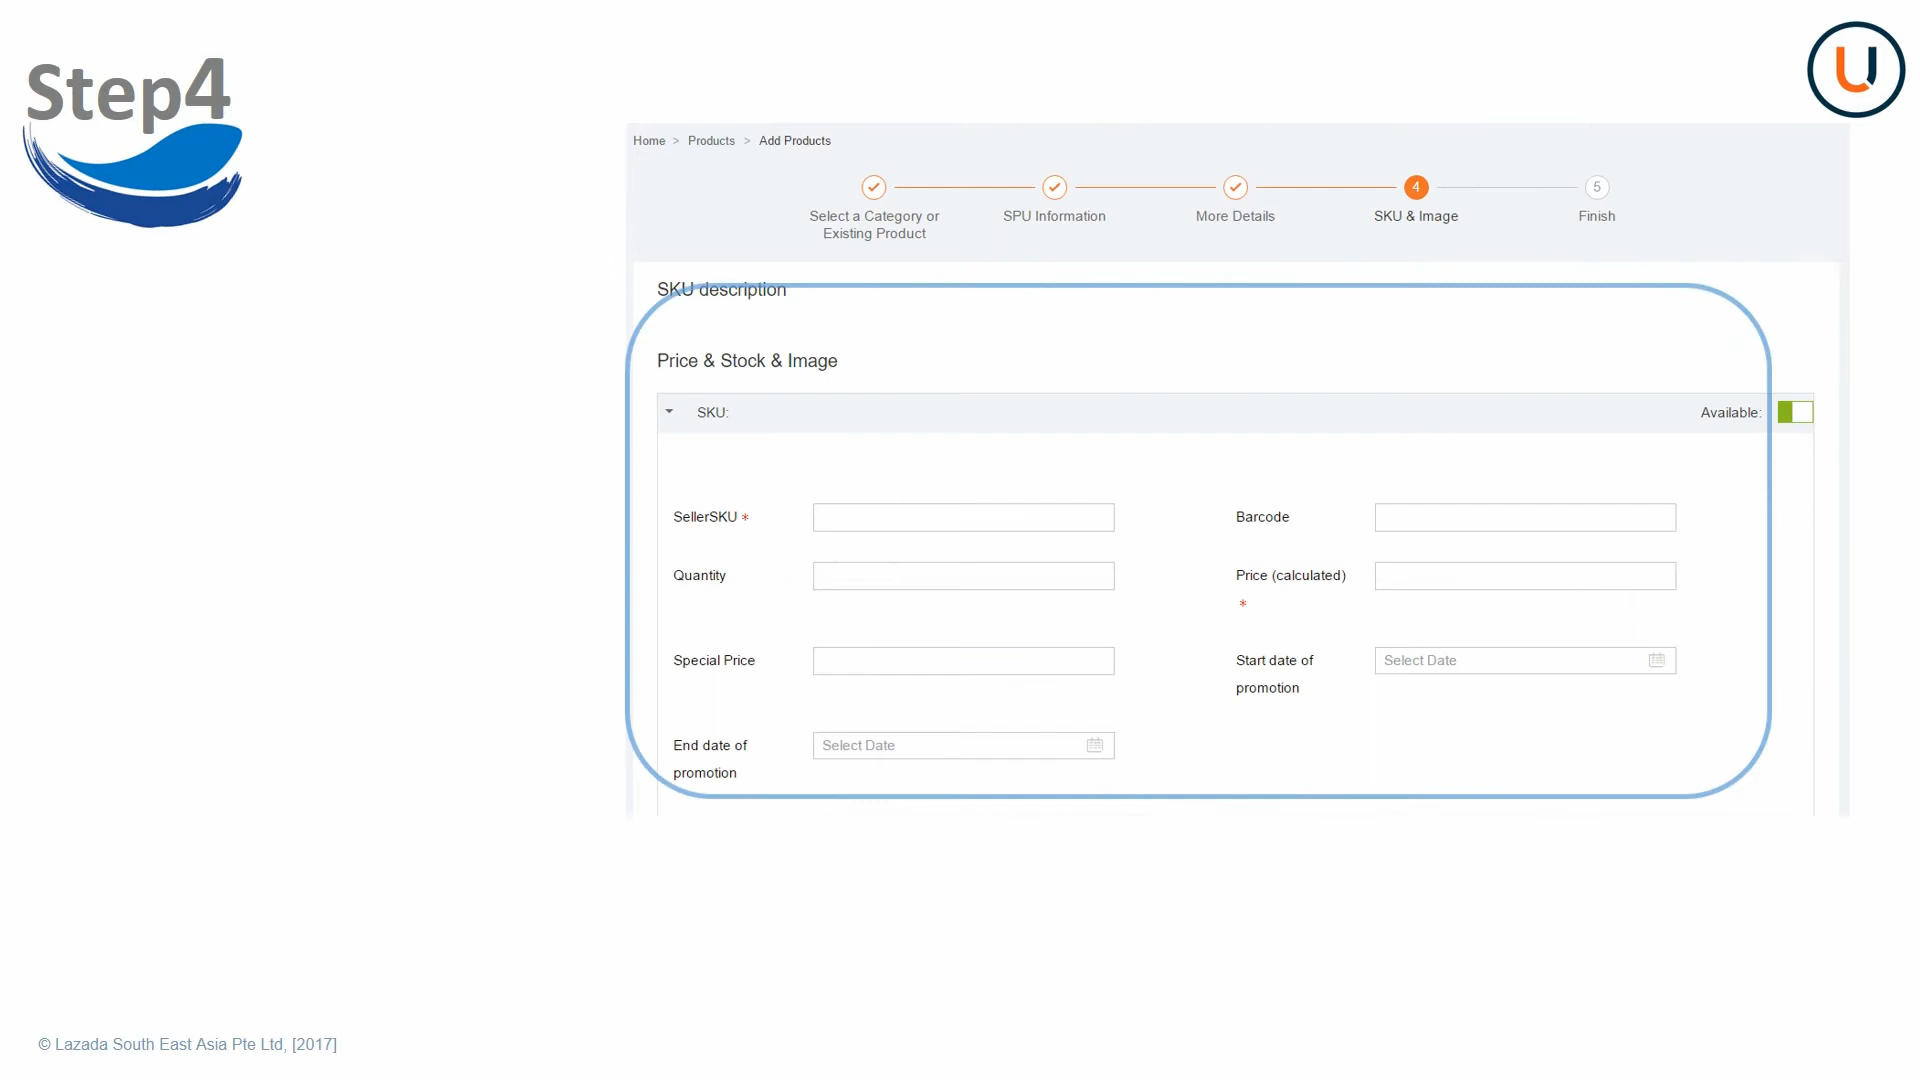 Step4
U
Home > Products > Add Products
4
5
Select a Category or
Existing Product
SPU Information
More Details
SKU & Image
Finish
SKU description
Price & Stock & Image
SKU:
Available:
SellerSKU *
Barcode
Quantity
Price (calculated)
*
Special Price
Start date of
promotion
Select Date
End date of
promotion
Select Date
© Lazada South East Asia Pte Ltd, [2017]